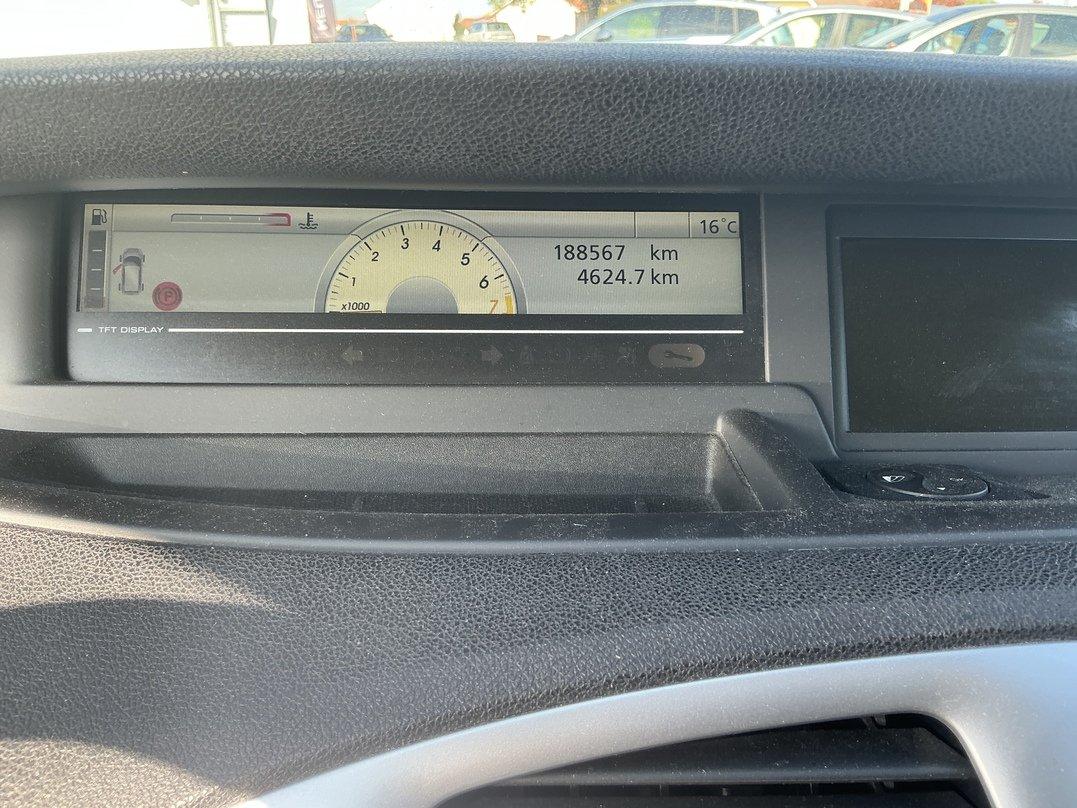 16°C
188567 km
4624.7 km
1 2 3 4 5 6 7
x1000
P
TFT DISPLAY